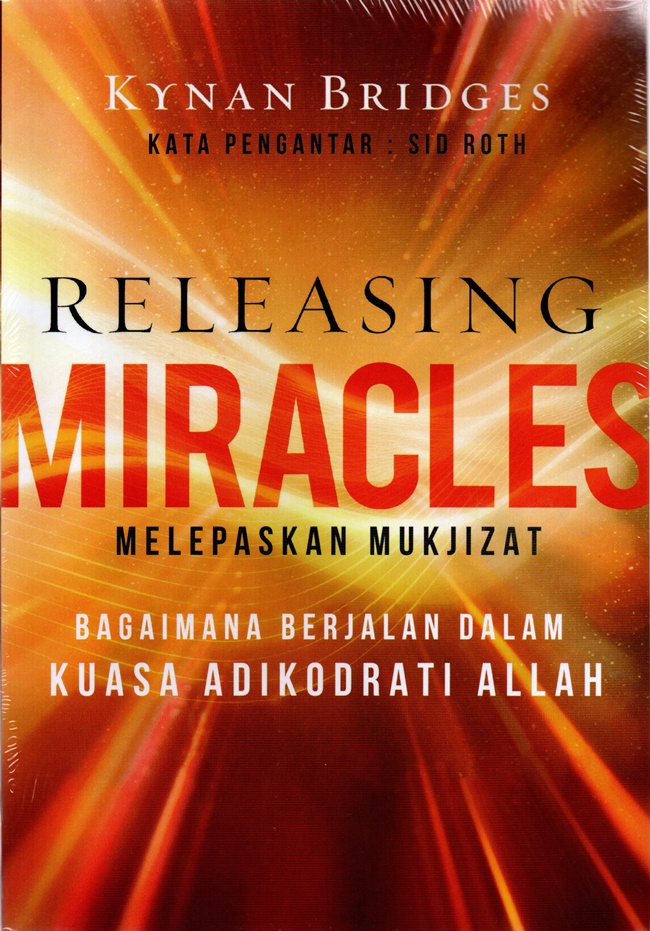 KYNAN BRIDGES
KATA PENGANTAR : SID ROTH
RELEASING
MIRACLES
MELEPASKAN MUKJIZAT
BAGAIMANA BERJALAN DALAM
KUASA ADIKODRATI ALLAH